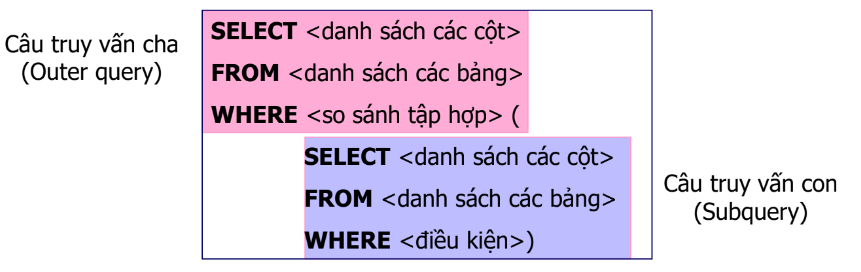 Câu truy vấn cha
(Outer query)
SELECT <danh sách các cột>
FROM <danh sách các bảng>
WHERE <so sánh tập hợp> (
SELECT <danh sách các cột>
FROM <danh sách các bảng>
WHERE <điều kiện>)
Câu truy vấn con
(Subquery)